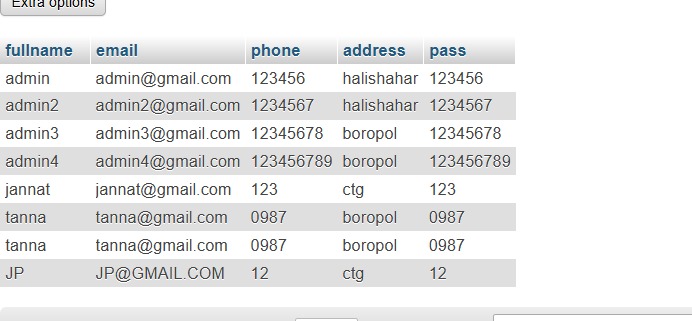 Extra options
fullname email phone address pass
admin admin@gmail.com 123456 halishahar 123456
admin2 admin2@gmail.com 1234567 halishahar 1234567
admin3 admin3@gmail.com 12345678 boropol 12345678
admin4 admin4@gmail.com 123456789 boropol 123456789
jannat jannat@gmail.com 123 ctg 123
tanna tanna@gmail.com 0987 boropol 0987
tanna tanna@gmail.com 0987 boropol 0987
JP JP@GMAIL.COM 12 ctg 12